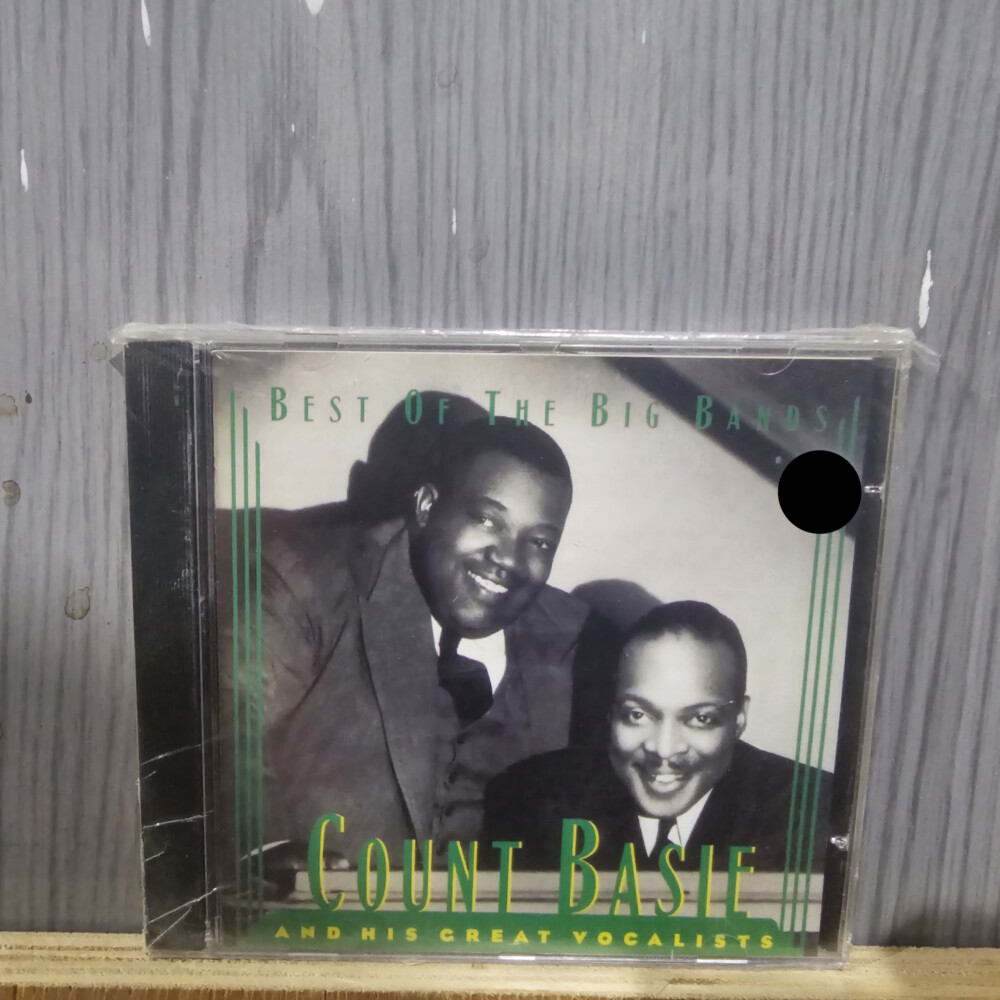 BEST OF THE BIG BANDS
COUNT BASIE
AND HIS GREAT VOCALISTS